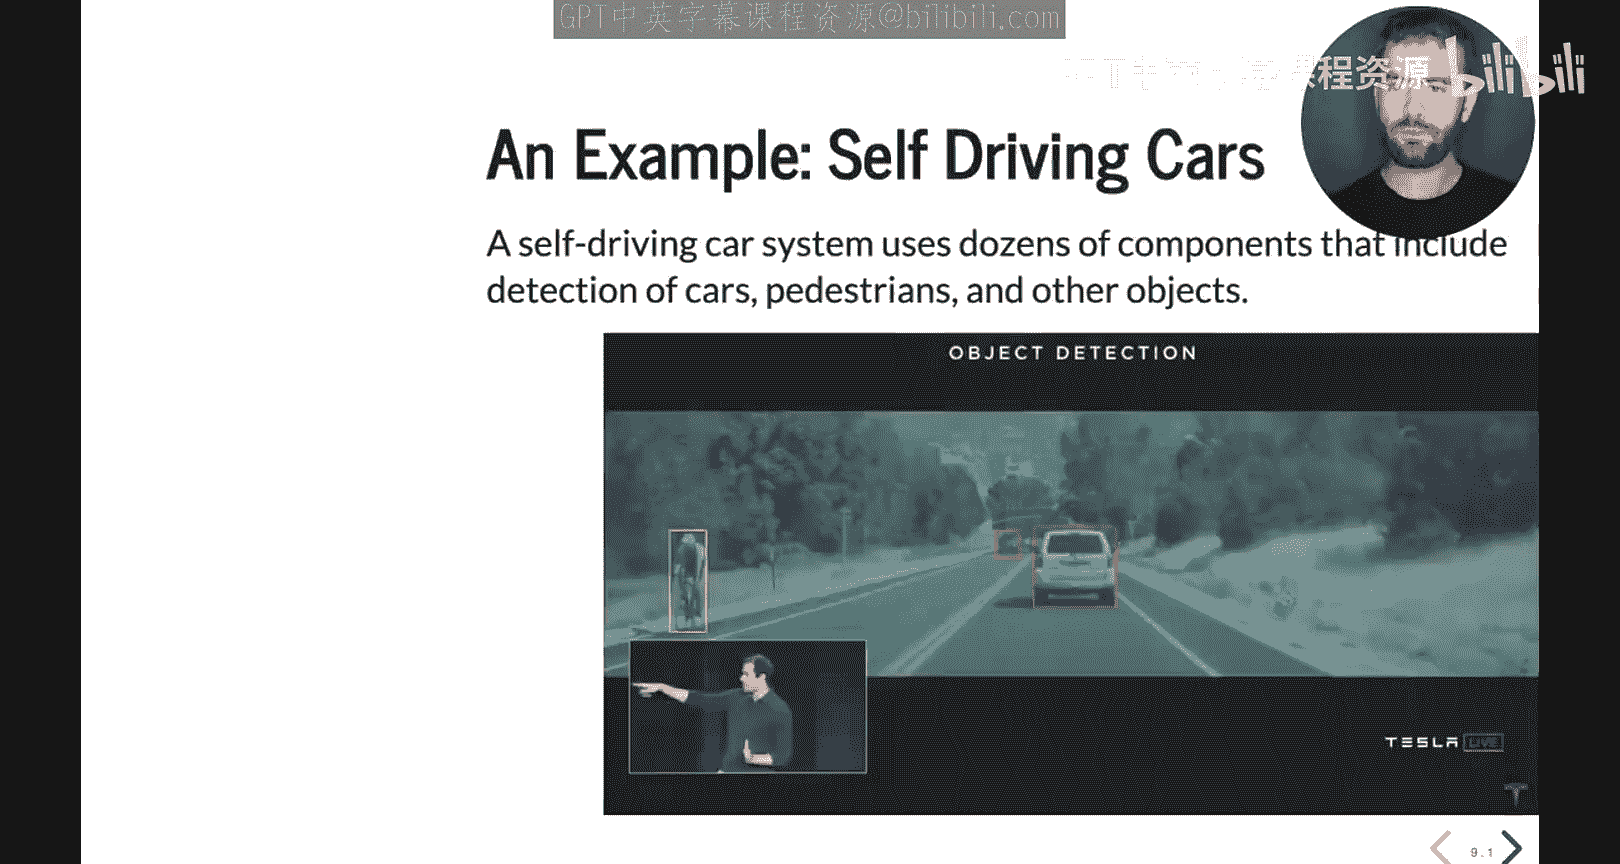 GPT中英字幕课程资源@bilibili.com
程资源 bilibili
An Example: Self Driving Cars
A self-driving car system uses dozens of components that include
detection of cars, pedestrians, and other objects.
OBJECT DETECTION
TESLA LIVE
9.1